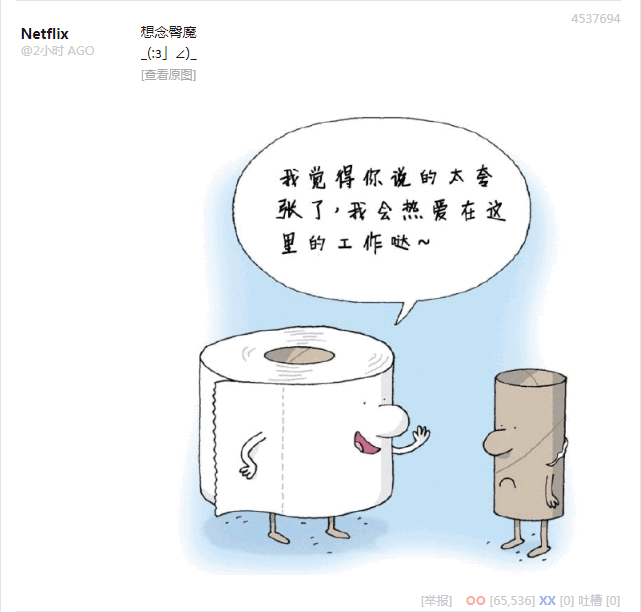 4537694
Netflix
@2小时 AGO
想念臀魔
_(:з」∠)_
[查看原图]
我觉得你说的太夸
张了，我会热爱在这
里的工作哒~
[举报] OO [65,536] XX [0] 吐槽 [0]